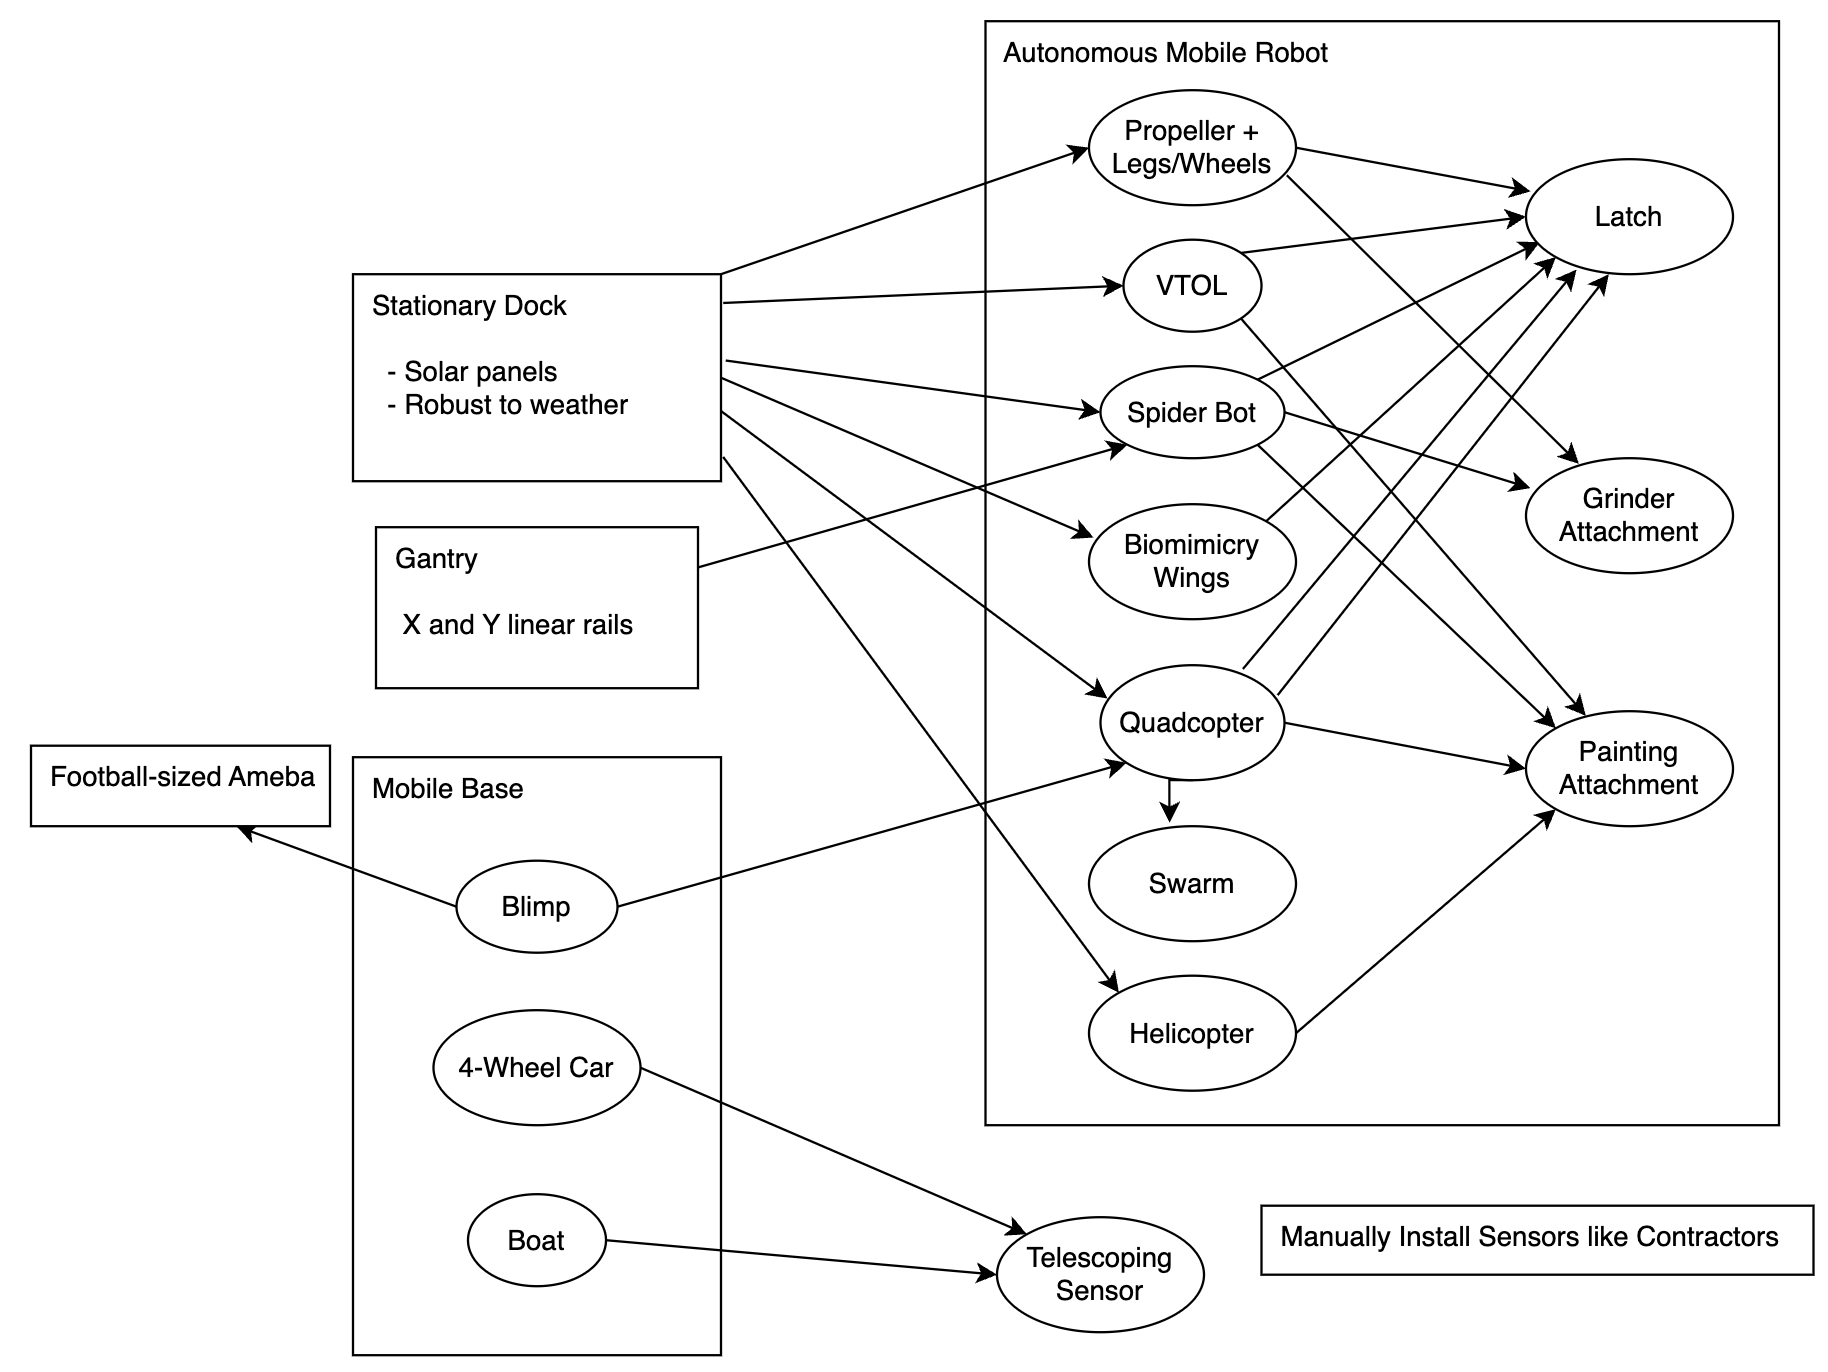 Autonomous Mobile Robot
Propeller +
Legs/Wheels
Latch
VTOL
Stationary Dock
- Solar panels
- Robust to weather
Spider Bot
Grinder
Attachment
Gantry
X and Y linear rails
Biomimicry
Wings
Quadcopter
Painting
Attachment
Football-sized Ameba
Mobile Base
Blimp
Swarm
Helicopter
4-Wheel Car
Boat
Telescoping
Sensor
Manually Install Sensors like Contractors